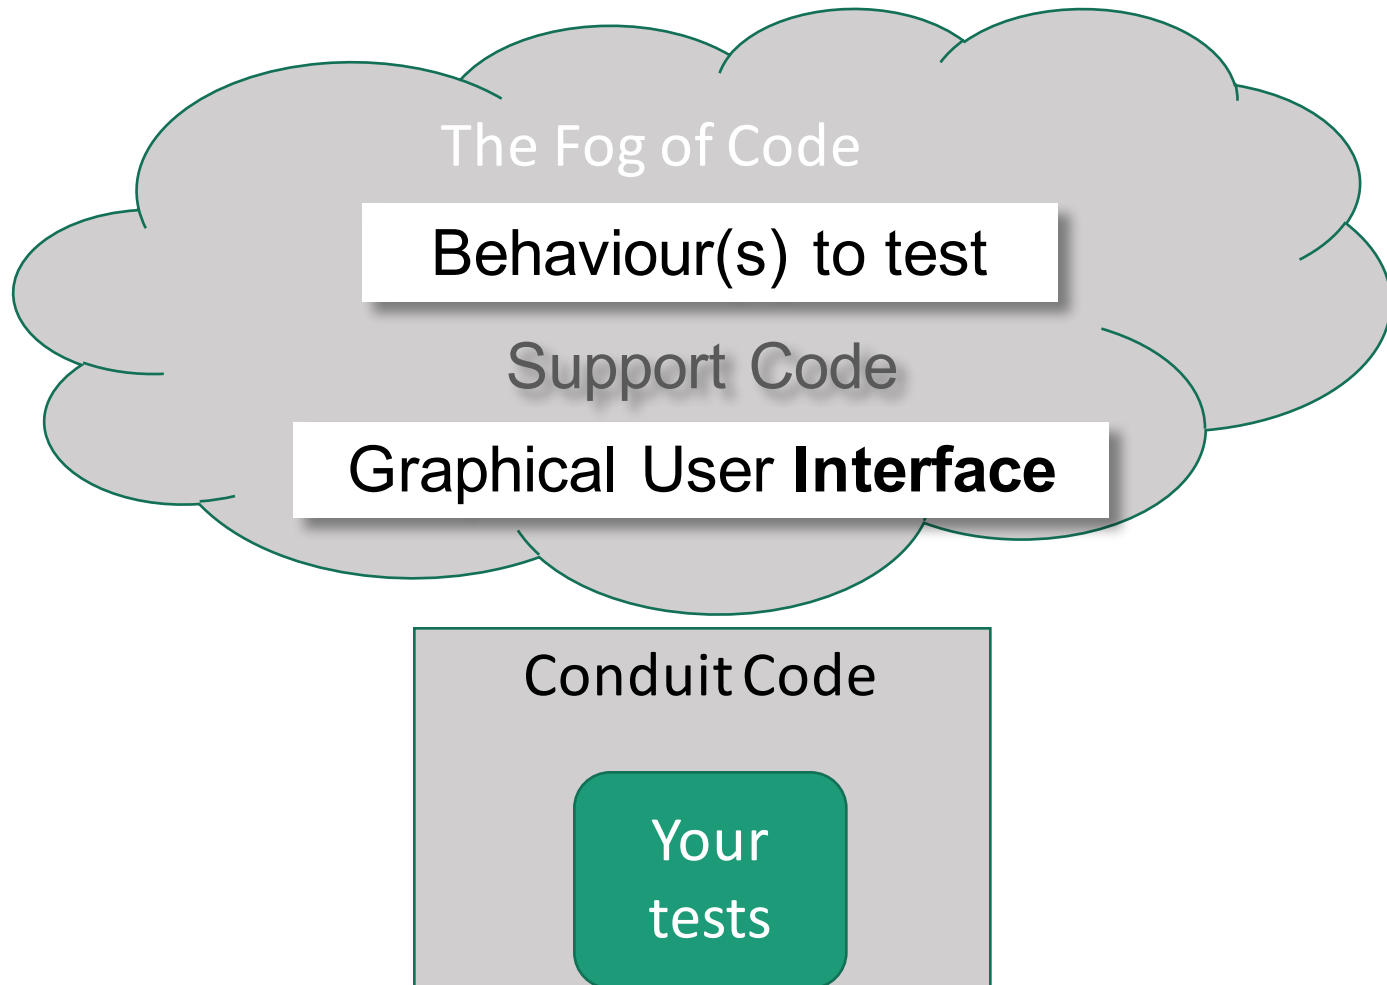 The Fog of Code
Behaviour(s) to test
Support Code
Graphical User Interface
Conduit Code
Your
tests